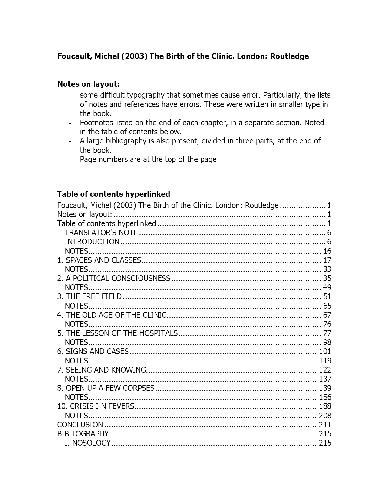 Foucault, Michel (2003) The Birth of the Clinic. London: Routledge
Notes on layout:
- some difficult typography that sometimes cause error. Particularly, the lists
of notes and references have errors. These were written in smaller type in
the book.
- Footnotes listed on the end of each chapter, in a separate section. Noted
in the table of contents below.
- A large bibliography is also present, divided in three parts, at the end of
the book.
Page numbers are at the top of the page
Table of contents hyperlinked
Foucault, Michel (2003) The Birth of the Clinic. London: Routledge 1
Notes on layout: 1
Table of contents hyperlinked 1
TRANSLATOR'S NOTE 6
INTRODUCTION 6
NOTES 16
1. SPACES AND CLASSES 17
NOTES 33
2. A POLITICAL CONSCIOUSNESS 35
NOTES 49
3. THE FREE FIELD 51
NOTES
4. THE OLD AGE OF THE CLINIC 67
NOTES 76
5. THE LESSON OF THE HOSPITALS 77
NOTES 98
6. SIGNS AND CASES 101
NOTES 119
7. SEEING AND KNOWING 122
NOTES 137
8. OPEN UP A FEW CORPSES
NOTES
10. CRISIS IN FEVERS
NOTES 208
CONCLUSION 211
BIBLIOGRAPHY 215
1. NOSOLOGY 215